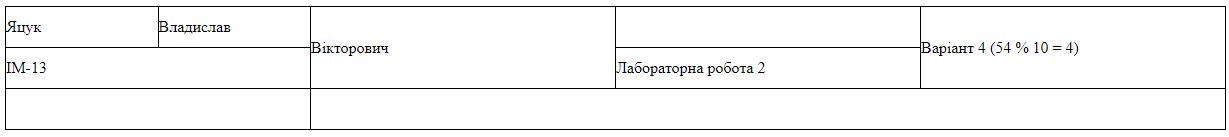 Яцук
Владислав
Вікторович
Варіант 4 (54 % 10 = 4)
ІМ-13
Лабораторна робота 2